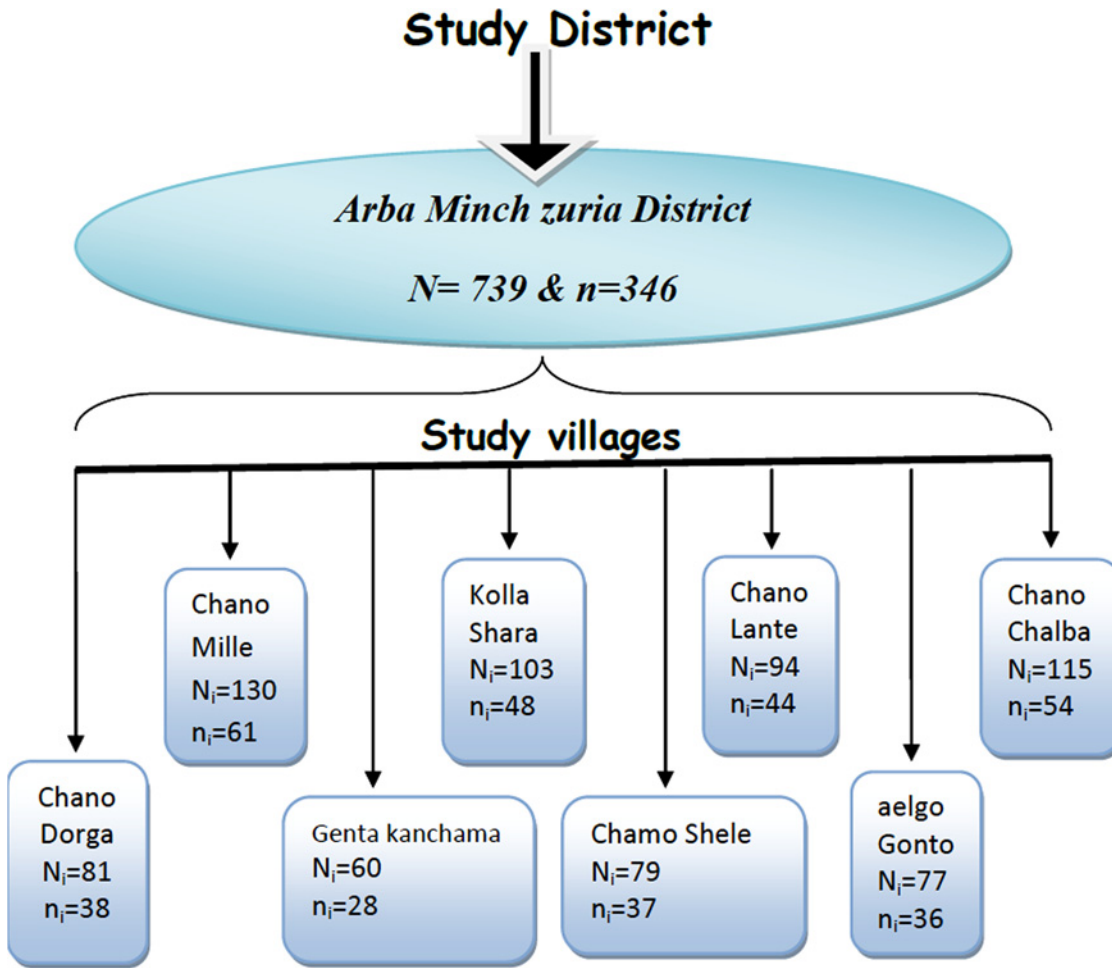 Study District
Arba Minch zuria District
N= 739 & n=346
Study villages
Chano
Mille
Nᵢ=130
nᵢ=61
Kolla
Shara
Nᵢ=103
nᵢ=48
Chano
Lante
Nᵢ=94
nᵢ=44
Chano
Chalba
Nᵢ=115
nᵢ=54
Chano
Dorga
Nᵢ=81
nᵢ=38
Genta kanchama
Nᵢ=60
nᵢ=28
Chamo Shele
Nᵢ=79
nᵢ=37
aelgo
Gonto
Nᵢ=77
nᵢ=36